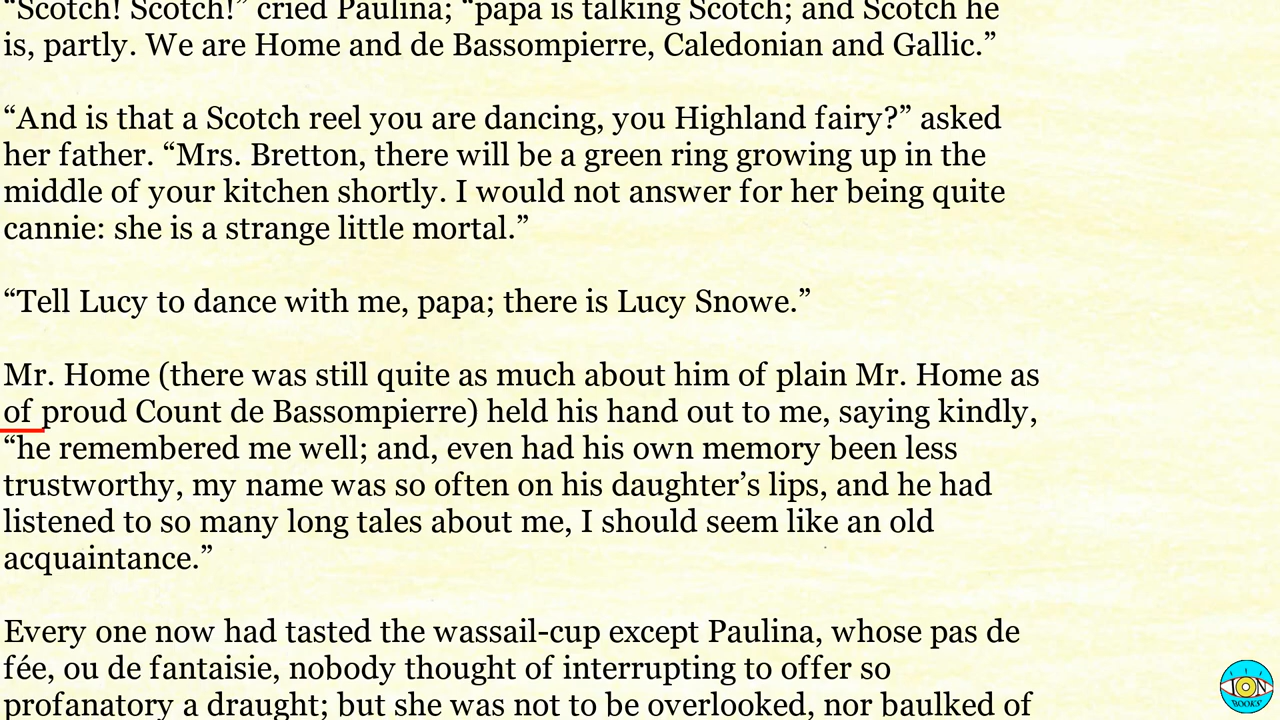 “Scotch! Scotch!” cried Paulina; “papa is talking Scotch; and Scotch he
is, partly. We are Home and de Bassompierre, Caledonian and Gallic.”
“And is that a Scotch reel you are dancing, you Highland fairy?” asked
her father. “Mrs. Bretton, there will be a green ring growing up in the
middle of your kitchen shortly. I would not answer for her being quite
cannie: she is a strange little mortal.”
“Tell Lucy to dance with me, papa; there is Lucy Snowe.”
Mr. Home (there was still quite as much about him of plain Mr. Home as
of proud Count de Bassompierre) held his hand out to me, saying kindly,
“he remembered me well; and, even had his own memory been less
trustworthy, my name was so often on his daughter’s lips, and he had
listened to so many long tales about me, I should seem like an old
acquaintance.”
Every one now had tasted the wassail-cup except Paulina, whose pas de
fée, ou de fantaisie, nobody thought of interrupting to offer so
profanatory a draught; but she was not to be overlooked, nor baulked of
ION
BOOKS